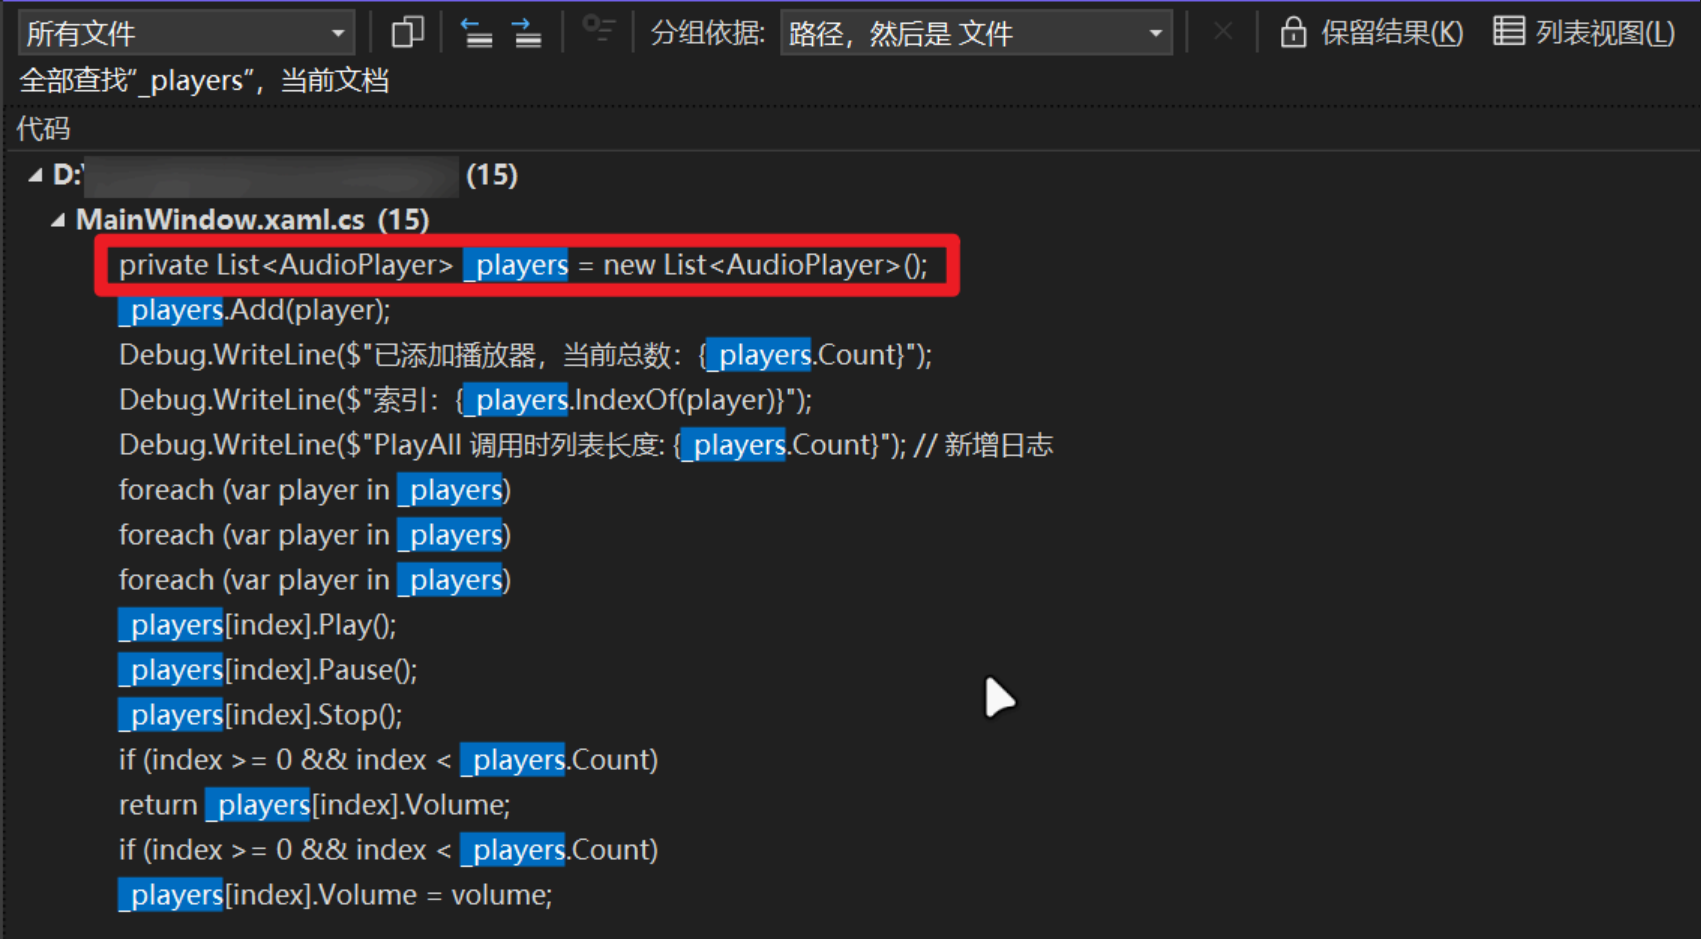 所有文件 分组依据: 路径，然后是 文件 保留结果(K) 列表视图(L)
全部查找"_players"，当前文档
代码
D:\ (15)
MainWindow.xaml.cs (15)
private List<AudioPlayer> _players = new List<AudioPlayer>();
_players.Add(player);
Debug.WriteLine($"已添加播放器，当前总数：{_players.Count}");
Debug.WriteLine($"索引：{_players.IndexOf(player)}");
Debug.WriteLine($"PlayAll 调用时列表长度: {_players.Count}"); // 新增日志
foreach (var player in _players)
foreach (var player in _players)
foreach (var player in _players)
_players[index].Play();
_players[index].Pause();
_players[index].Stop();
if (index >= 0 && index < _players.Count)
return _players[index].Volume;
if (index >= 0 && index < _players.Count)
_players[index].Volume = volume;